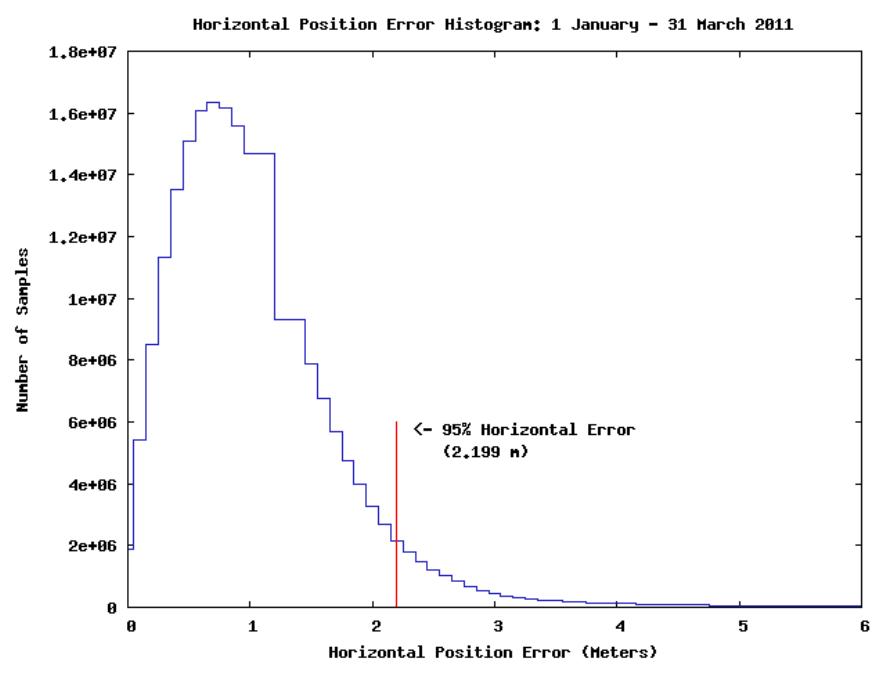 Horizontal Position Error Histogram: 1 January - 31 March 2011
1.8e+07
1.6e+07
1.4e+07
1.2e+07
1e+07
8e+06
6e+06
4e+06
2e+06
0
Number of Samples
<- 95% Horizontal Error
(2.199 m)
0 1 2 3 4 5 6
Horizontal Position Error (Meters)